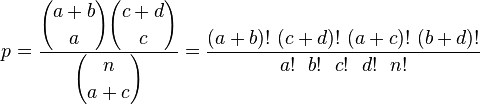 p = \frac{\binom{a+b}{a}\binom{c+d}{c}}{\binom{n}{a+c}} = \frac{(a+b)!\ (c+d)!\ (a+c)!\ (b+d)!}{a!\ b!\ c!\ d!\ n!}